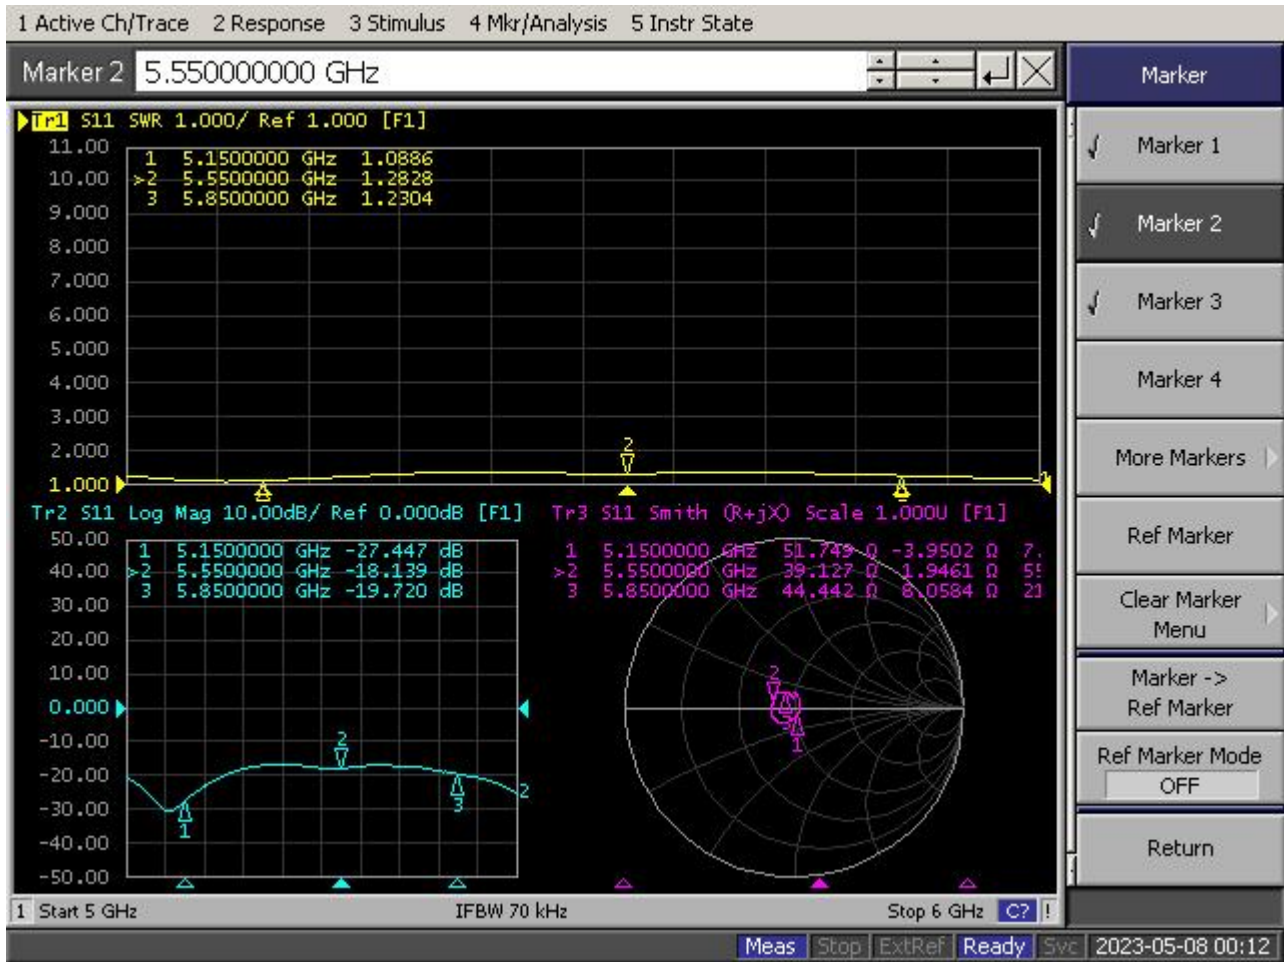 1 Active Ch/Trace 2 Response 3 Stimulus 4 Mkr/Analysis 5 Instr State
Marker 2 5.550000000 GHz
Marker
Tr1 S11 SWR 1.000/ Ref 1.000 [F1]
11.00
10.00
9.000
8.000
7.000
6.000
5.000
4.000
3.000
2.000
1.000
1 5.1500000 GHz 1.0886
>2 5.5500000 GHz 1.2828
3 5.8500000 GHz 1.2304
2
Tr2 S11 Log Mag 10.00dB/ Ref 0.000dB [F1]
50.00
40.00
30.00
20.00
10.00
0.000
-10.00
-20.00
-30.00
-40.00
-50.00
1 5.1500000 GHz -27.447 dB
>2 5.5500000 GHz -18.139 dB
3 5.8500000 GHz -19.720 dB
2
3
1
2
Tr3 S11 Smith (R+jX) Scale 1.000U [F1]
1 5.1500000 GHz 51.749 Ω -3.9502 Ω 7.
>2 5.5500000 GHz 39.127 Ω -1.9461 Ω 5
3 5.8500000 GHz 44.442 Ω 8.0584 Ω 21
2
1
Marker 1
Marker 2
Marker 3
Marker 4
More Markers
Ref Marker
Clear Marker
Menu
Marker ->
Ref Marker
Ref Marker Mode
OFF
Return
1 Start 5 GHz IFBW 70 kHz Stop 6 GHz C? !
Meas Stop ExtRef Ready Svc 2023-05-08 00:12